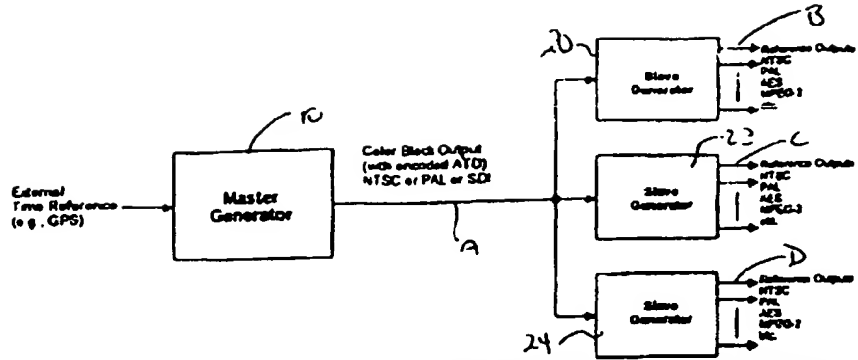 External
Time Reference
(e.g., GPS)
10
Master
Generator
Color Black Output
(with encoded ATD)
NTSC or PAL or SDI
A
20
Slave
Generator
B
Reference Outputs
NTSC
PAL
AES
MPEG-2
22
Slave
Generator
C
Reference Outputs
NTSC
PAL
AES
MPEG-2
etc.
24
Slave
Generator
D
Reference Outputs
NTSC
PAL
AES
MPEG-2
etc.